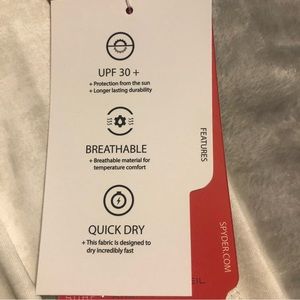 UPF 30 +
+ Protection from the sun
+ Longer lasting durability
BREATHABLE
+ Breathable material for
temperature comfort
QUICK DRY
+ This fabric is designed to
dry incredibly fast
FEATURES
SPYDER.COM